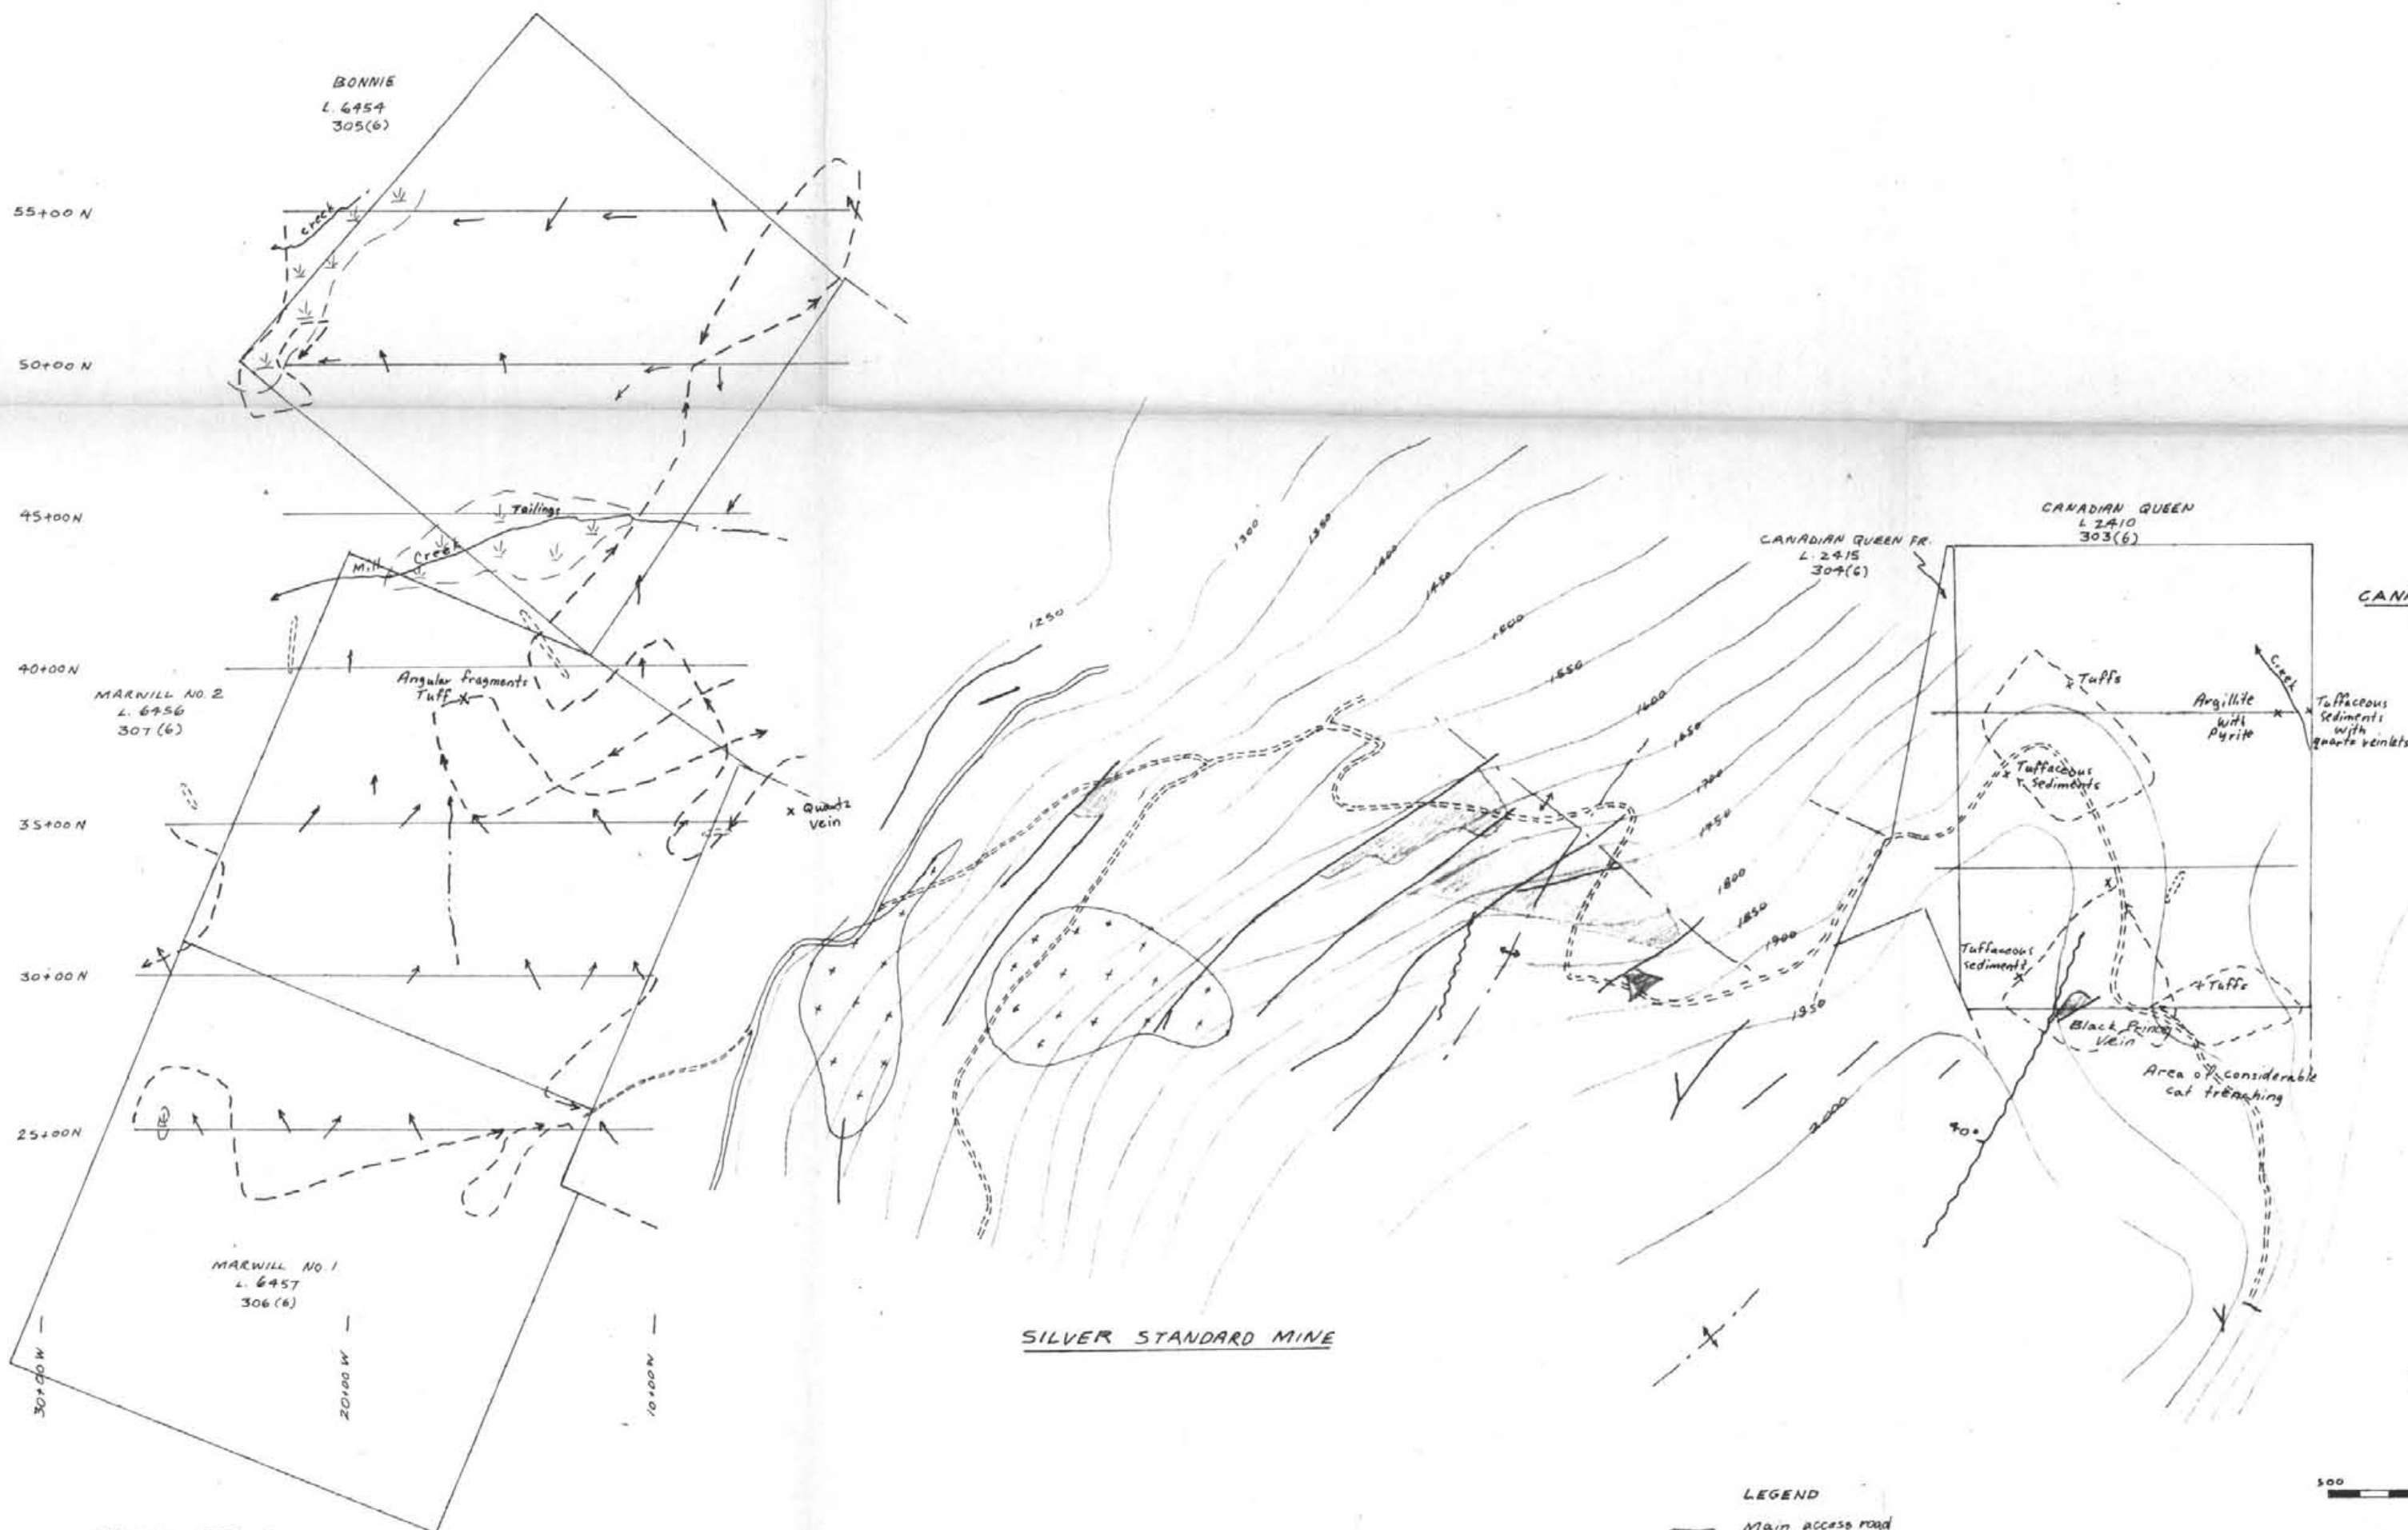 BONNIE
L. 6454
305(6)
55+00 N
Creek
50+00 N
45+00 N
Tailings
Mill Creek
40+00 N
Angular fragments
Tuff x
MARWILL NO. 2
L. 6456
307(6)
35+00 N
x Quartz
Vein
30+00 N
25+00 N
MARWILL NO. 1
L. 6457
306(6)
30+00 W
20+00 W
10+00 W
SILVER STANDARD MINE
1250
1300
1350
1400
1450
1500
1550
1600
1650
1700
1750
1800
1850
1900
1950
2000
CANADIAN QUEEN FR.
L. 2415
304(6)
CANADIAN QUEEN
L 2410
303(6)
Creek
Tuffs
Argillite
with
Pyrite
Tuffaceous
sediments
with
quartz veinlets
Tuffaceous
sediments
Tuffaceous
sediments
Tuffs
Black Prince
Vein
Area of considerable
cat trenching
40°
LEGEND
Main access road
500